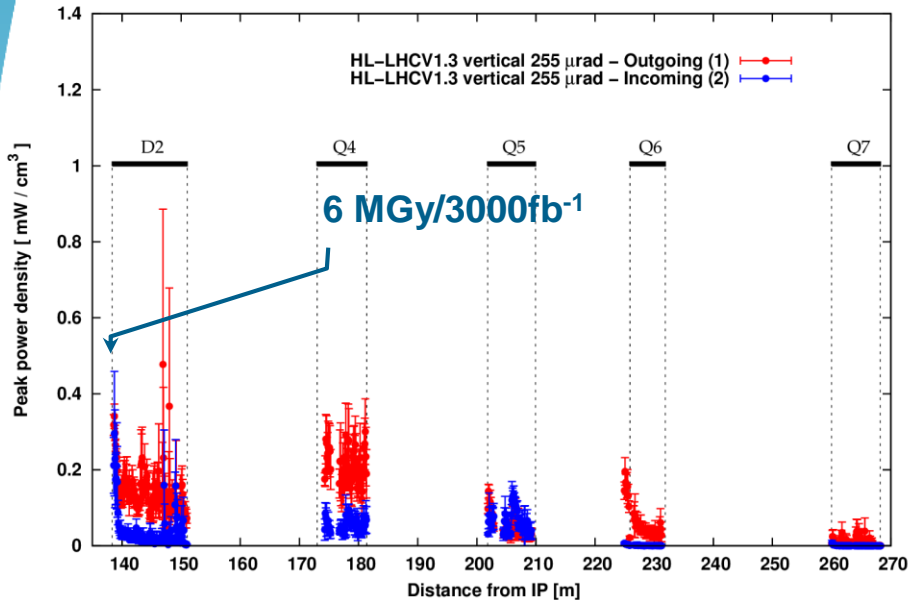 1.4
1.2
1
0.8
0.6
0.4
0.2
0
Peak power density [ mW / cm³ ]
HL−LHCV1.3 vertical 255 μrad − Outgoing (1)
HL−LHCV1.3 vertical 255 μrad − Incoming (2)
D2 Q4 Q5 Q6 Q7
6 MGy/3000fb⁻¹
140 150 160 170 180 190 200 210 220 230 240 250 260 270
Distance from IP [m]